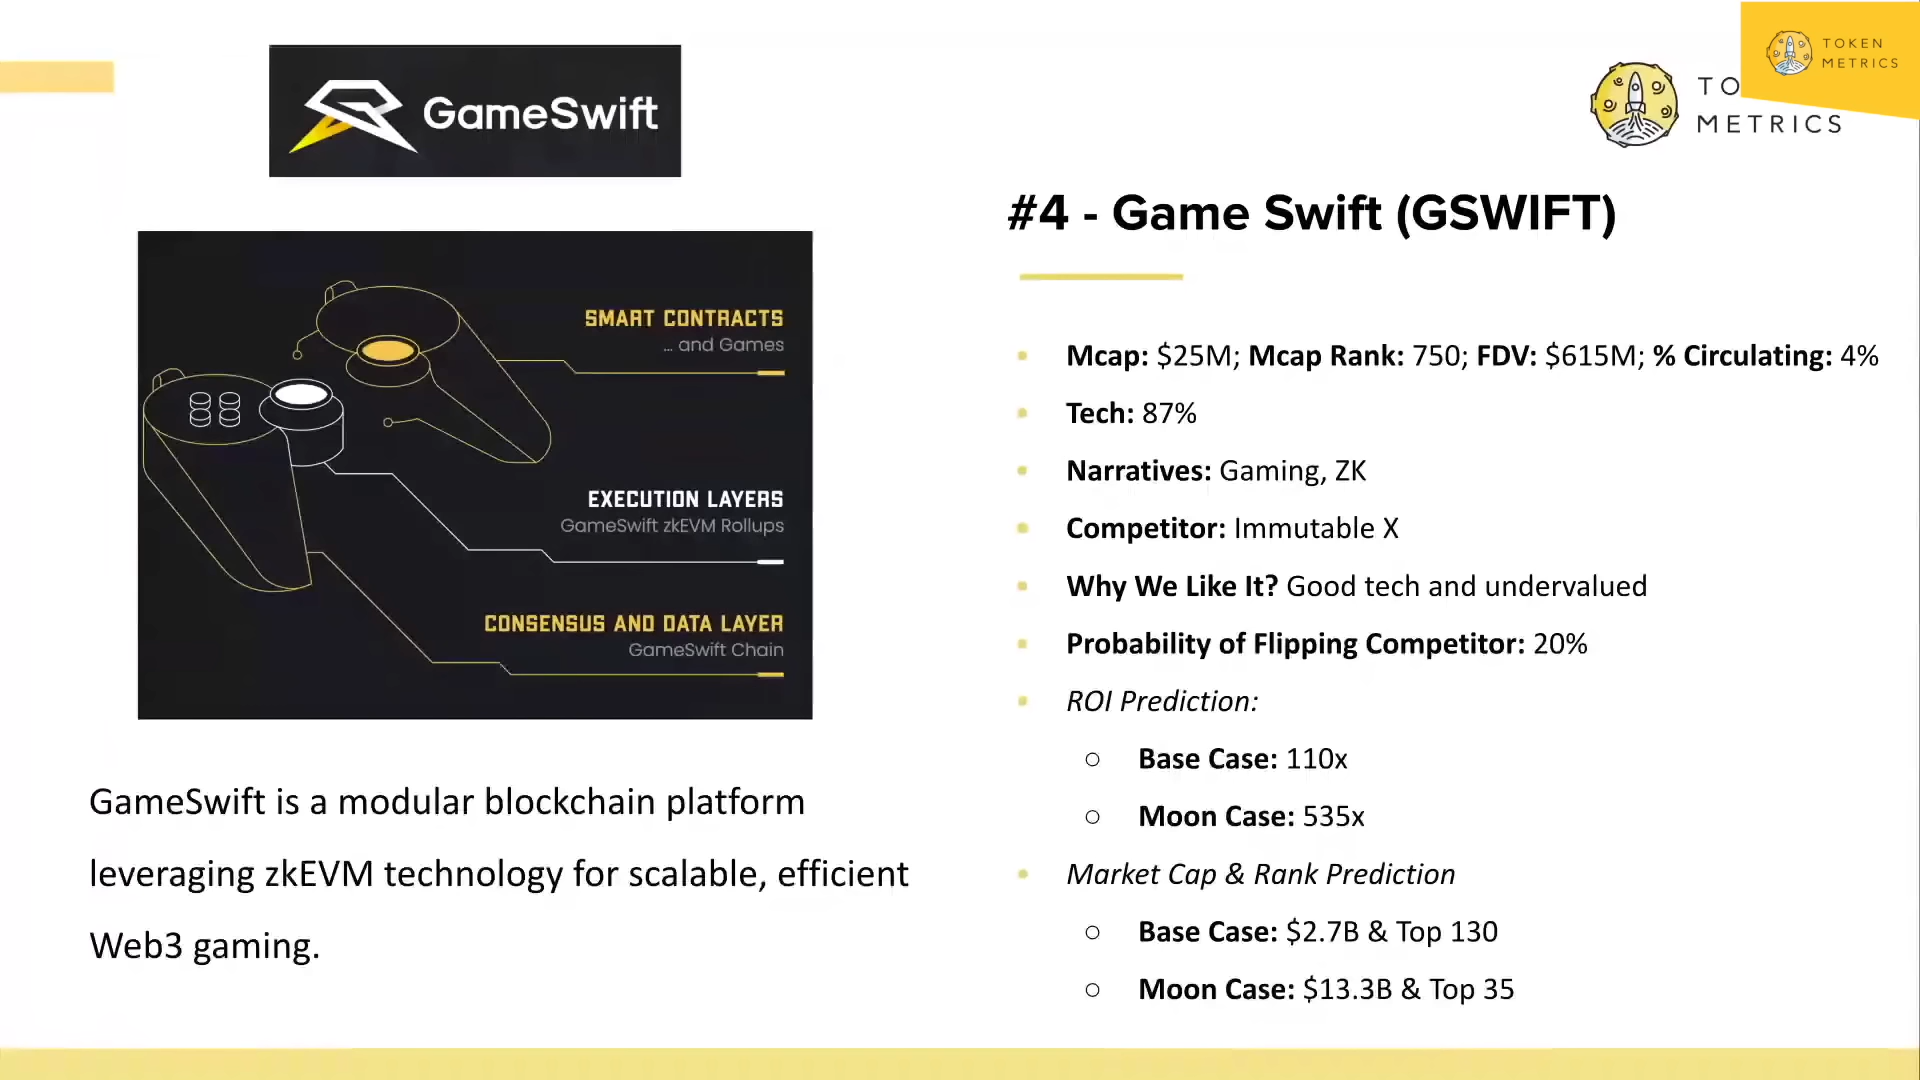 GameSwift
TOKEN
METRICS
TO
METRICS
#4 - Game Swift (GSWIFT)
SMART CONTRACTS
... and Games
EXECUTION LAYERS
GameSwift zkEVM Rollups
CONSENSUS AND DATA LAYER
GameSwift Chain
GameSwift is a modular blockchain platform
leveraging zkEVM technology for scalable, efficient
Web3 gaming.
Mcap: $25M; Mcap Rank: 750; FDV: $615M; % Circulating: 4%
Tech: 87%
Narratives: Gaming, ZK
Competitor: Immutable X
Why We Like It? Good tech and undervalued
Probability of Flipping Competitor: 20%
ROI Prediction:
Base Case: 110x
Moon Case: 535x
Market Cap & Rank Prediction
Base Case: $2.7B & Top 130
Moon Case: $13.3B & Top 35